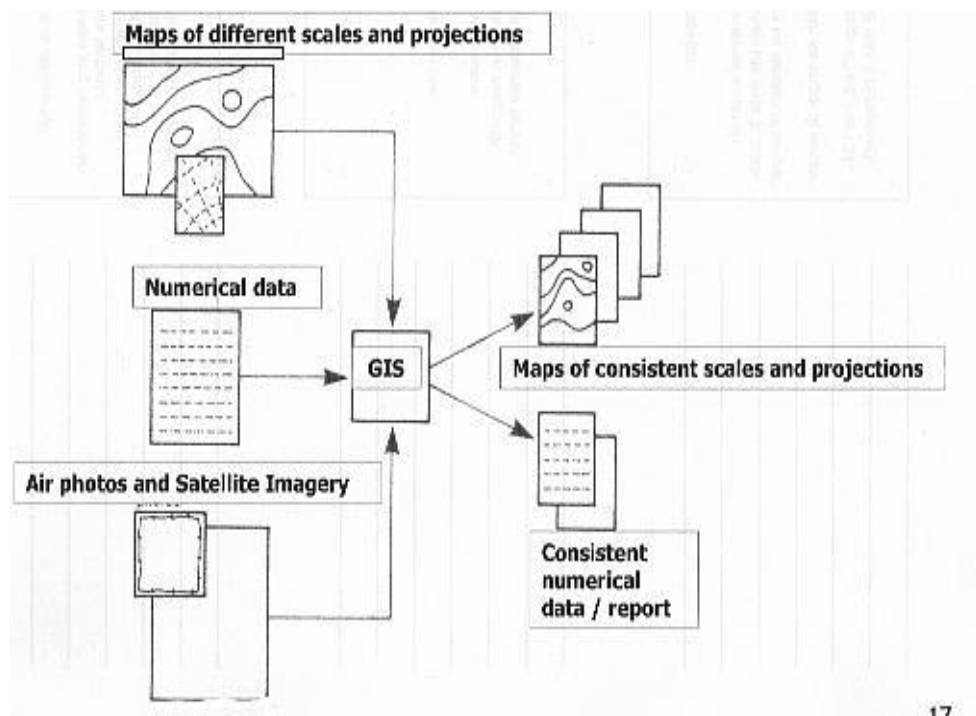 Maps of different scales and projections
Numerical data
GIS
Maps of consistent scales and projections
Air photos and Satellite Imagery
Consistent
numerical
data / report
17